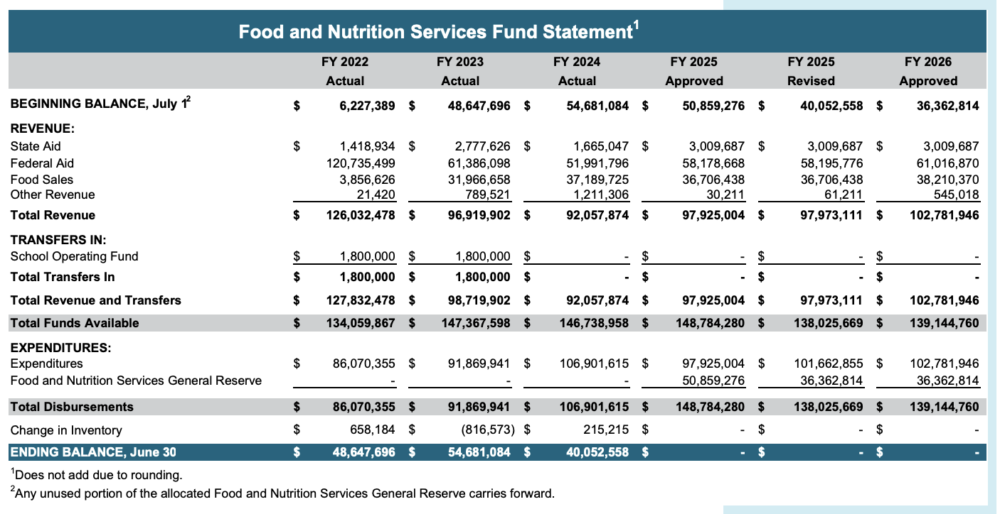 Food and Nutrition Services Fund Statement1
FY 2022 FY 2023 FY 2024 FY 2025 FY 2025 FY 2026
Actual Actual Actual Approved Revised Approved
BEGINNING BALANCE, July 12 $ 6,227,389 $ 48,647,696 $ 54,681,084 $ 50,859,276 $ 40,052,558 $ 36,362,814
REVENUE:
State Aid $ 1,418,934 $ 2,777,626 $ 1,665,047 $ 3,009,687 $ 3,009,687 $ 3,009,687
Federal Aid 120,735,499 61,386,098 51,991,796 58,178,668 58,195,776 61,016,870
Food Sales 3,856,626 31,966,658 37,189,725 36,706,438 36,706,438 38,210,370
Other Revenue 21,420 789,521 1,211,306 30,211 61,211 545,018
Total Revenue $ 126,032,478 $ 96,919,902 $ 92,057,874 $ 97,925,004 $ 97,973,111 $ 102,781,946
TRANSFERS IN:
School Operating Fund $ 1,800,000 $ 1,800,000 $ - $ - $ - $ -
Total Transfers In $ 1,800,000 $ 1,800,000 $ - $ - $ - $ -
Total Revenue and Transfers $ 127,832,478 $ 98,719,902 $ 92,057,874 $ 97,925,004 $ 97,973,111 $ 102,781,946
Total Funds Available $ 134,059,867 $ 147,367,598 $ 146,738,958 $ 148,784,280 $ 138,025,669 $ 139,144,760
EXPENDITURES:
Expenditures $ 86,070,355 $ 91,869,941 $ 106,901,615 $ 97,925,004 $ 101,662,855 $ 102,781,946
Food and Nutrition Services General Reserve - - - 50,859,276 36,362,814 36,362,814
Total Disbursements $ 86,070,355 $ 91,869,941 $ 106,901,615 $ 148,784,280 $ 138,025,669 $ 139,144,760
Change in Inventory $ 658,184 $ (816,573) $ 215,215 $ - $ - $ -
ENDING BALANCE, June 30 $ 48,647,696 $ 54,681,084 $ 40,052,558 $ - $ - $ -
1Does not add due to rounding.
2Any unused portion of the allocated Food and Nutrition Services General Reserve carries forward.